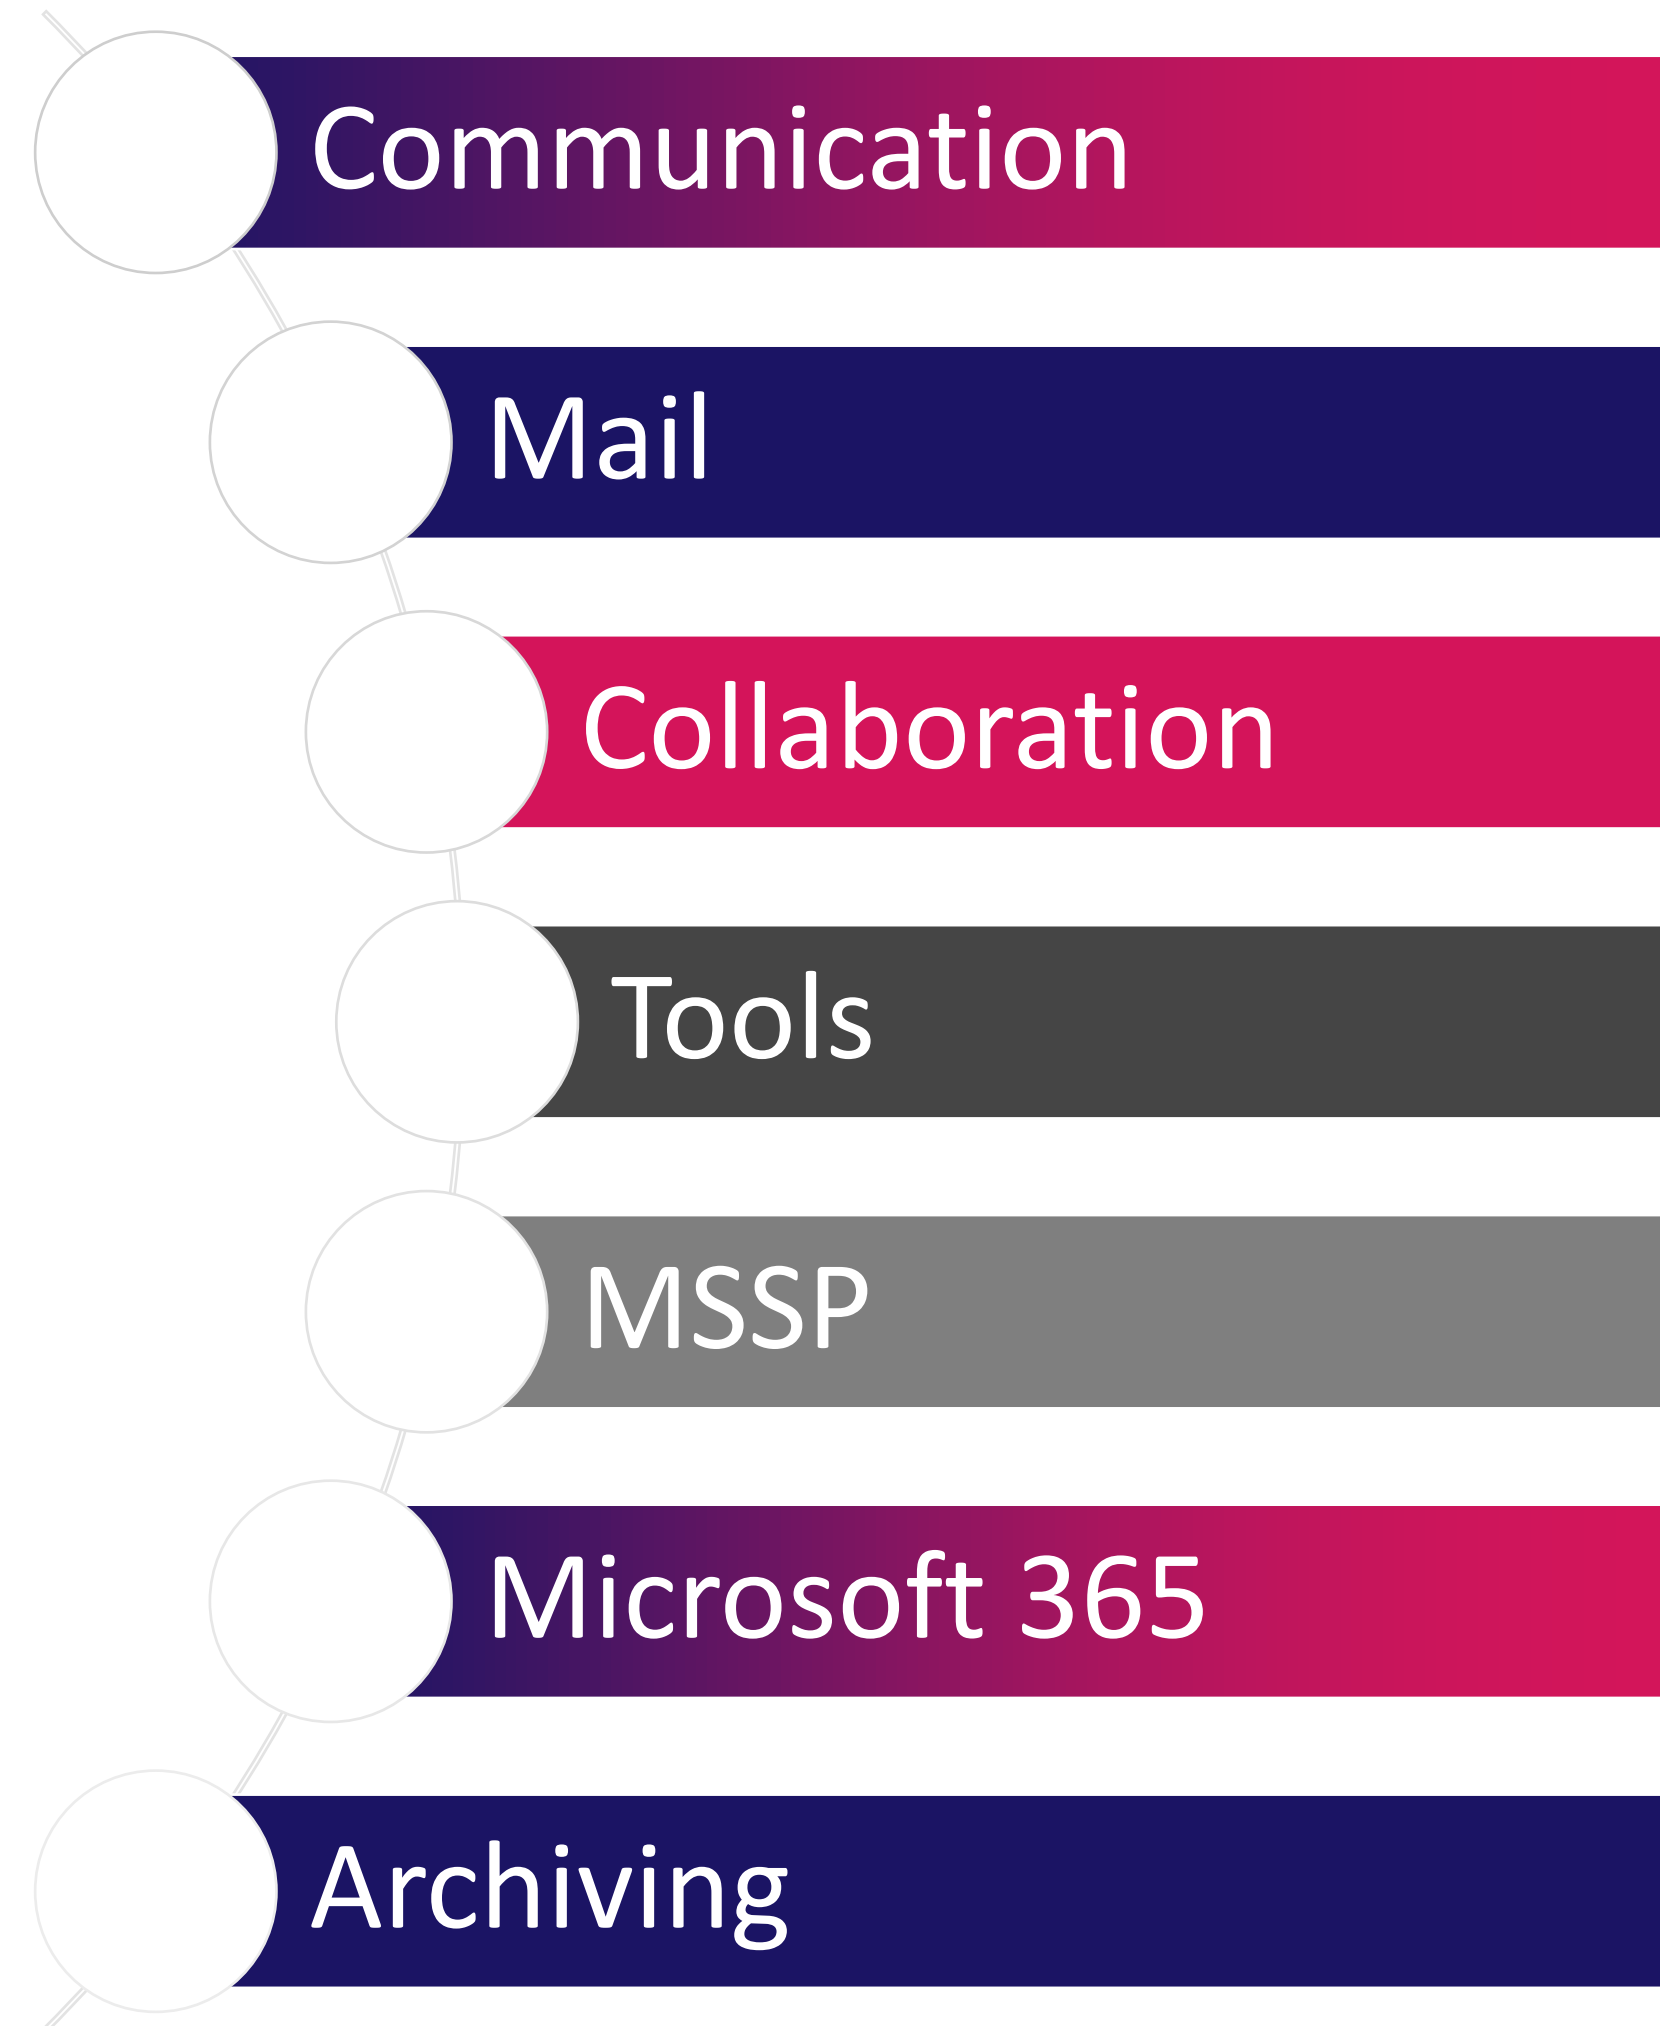 Communication
Mail
Collaboration
Tools
MSSP
Microsoft 365
Archiving